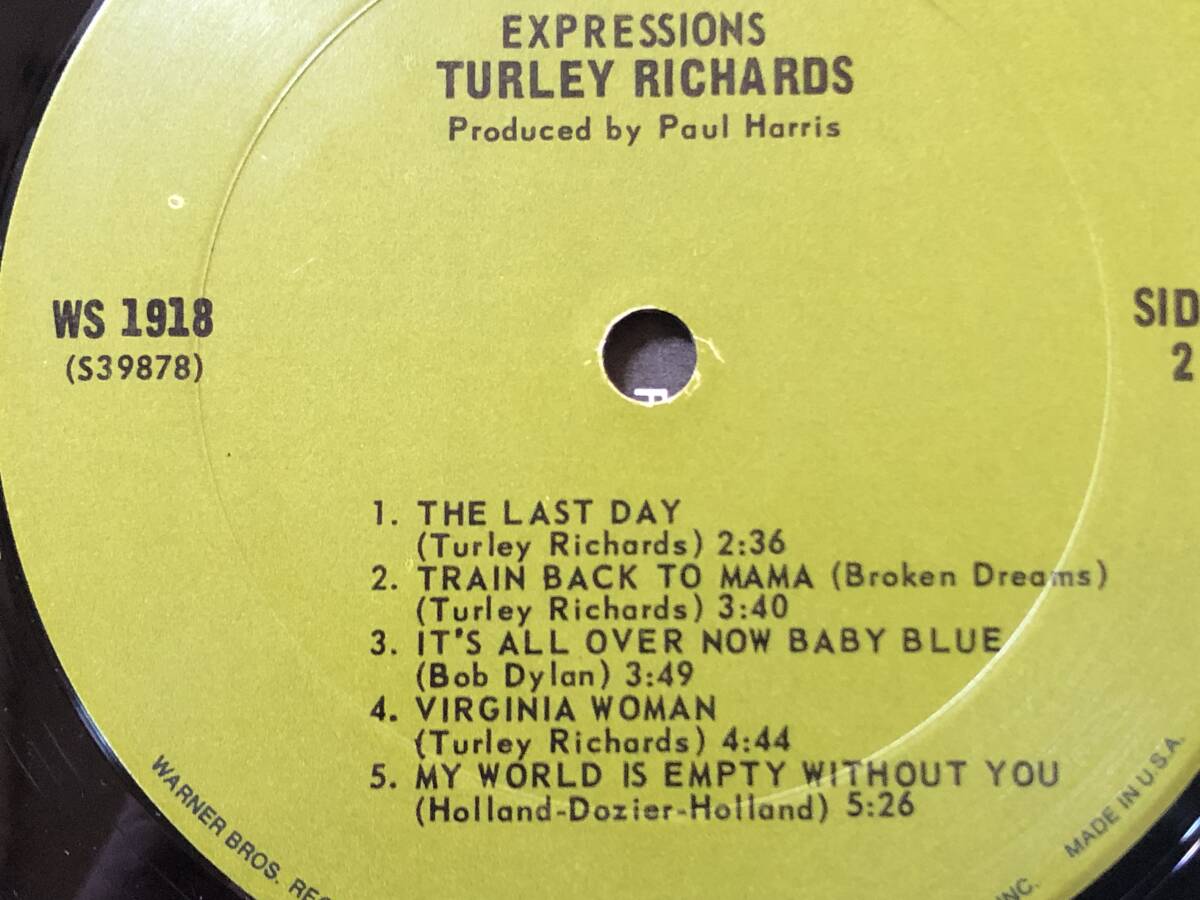 EXPRESSIONS
TURLEY RICHARDS
Produced by Paul Harris
WS 1918
(S39878)
SID
2
1. THE LAST DAY
(Turley Richards) 2:36
2. TRAIN BACK TO MAMA (Broken Dreams)
(Turley Richards) 3:40
3. IT'S ALL OVER NOW BABY BLUE
(Bob Dylan) 3:49
4. VIRGINIA WOMAN
(Turley Richards) 4:44
5. MY WORLD IS EMPTY WITHOUT YOU
(Holland-Dozier-Holland) 5:26
WARNER BROS. REC
INC.
MADE IN U.S.A.